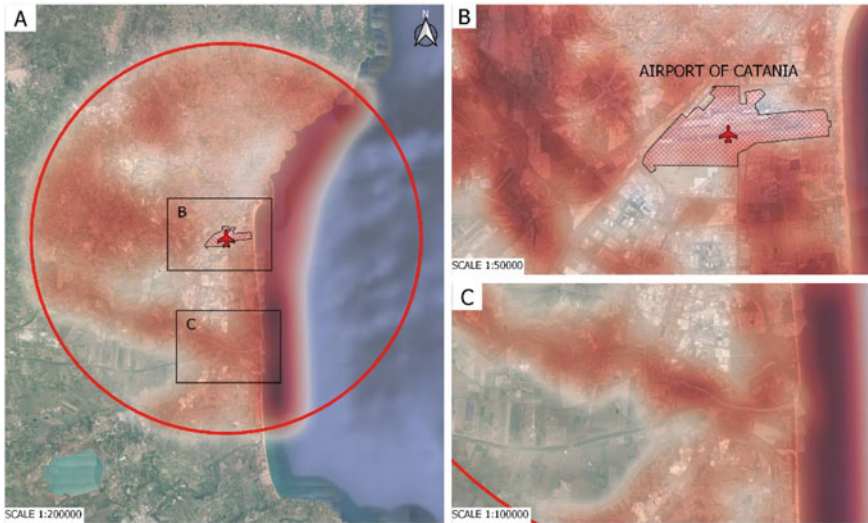 A
N
B
C
SCALE 1:200000
B
AIRPORT OF CATANIA
SCALE 1:50000
C
SCALE 1:100000